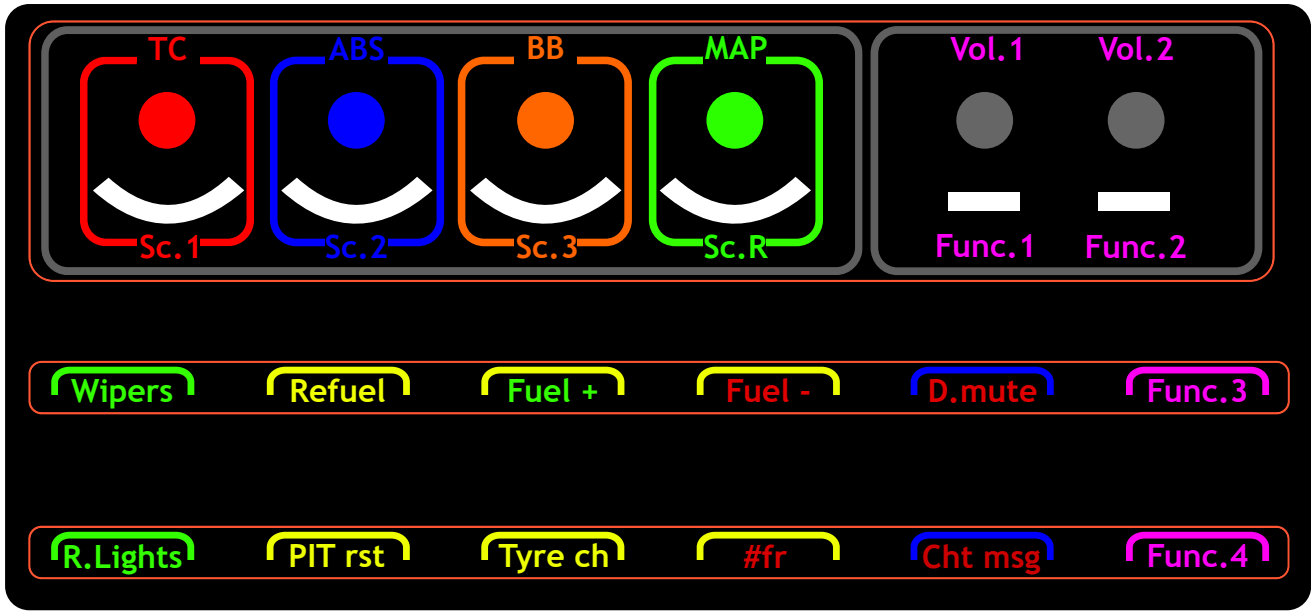 TC ABS BB MAP Vol.1 Vol.2
Sc.1 Sc.2 Sc.3 Sc.R Func.1 Func.2
Wipers Refuel Fuel + Fuel - D.mute Func.3
R.Lights PIT rst Tyre ch #fr Cht msg Func.4